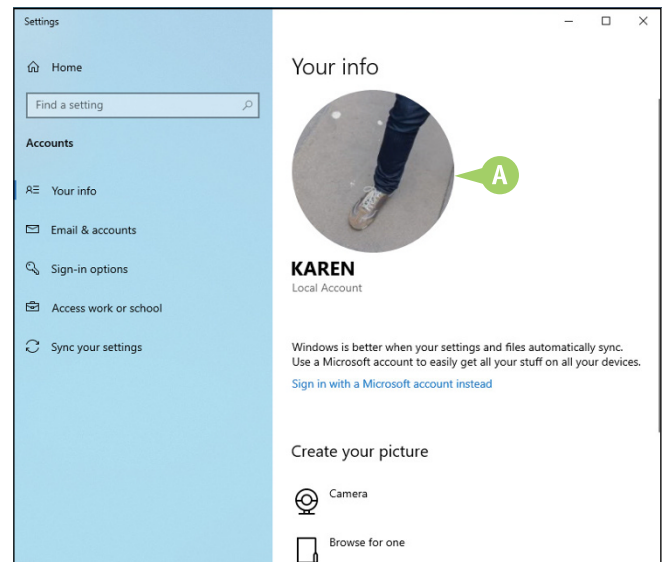 Settings
Home
Find a setting
Accounts
Your info
Email & accounts
Sign-in options
Access work or school
Sync your settings
Your info
A
KAREN
Local Account
Windows is better when your settings and files automatically sync.
Use a Microsoft account to easily get all your stuff on all your devices.
Sign in with a Microsoft account instead
Create your picture
Camera
Browse for one